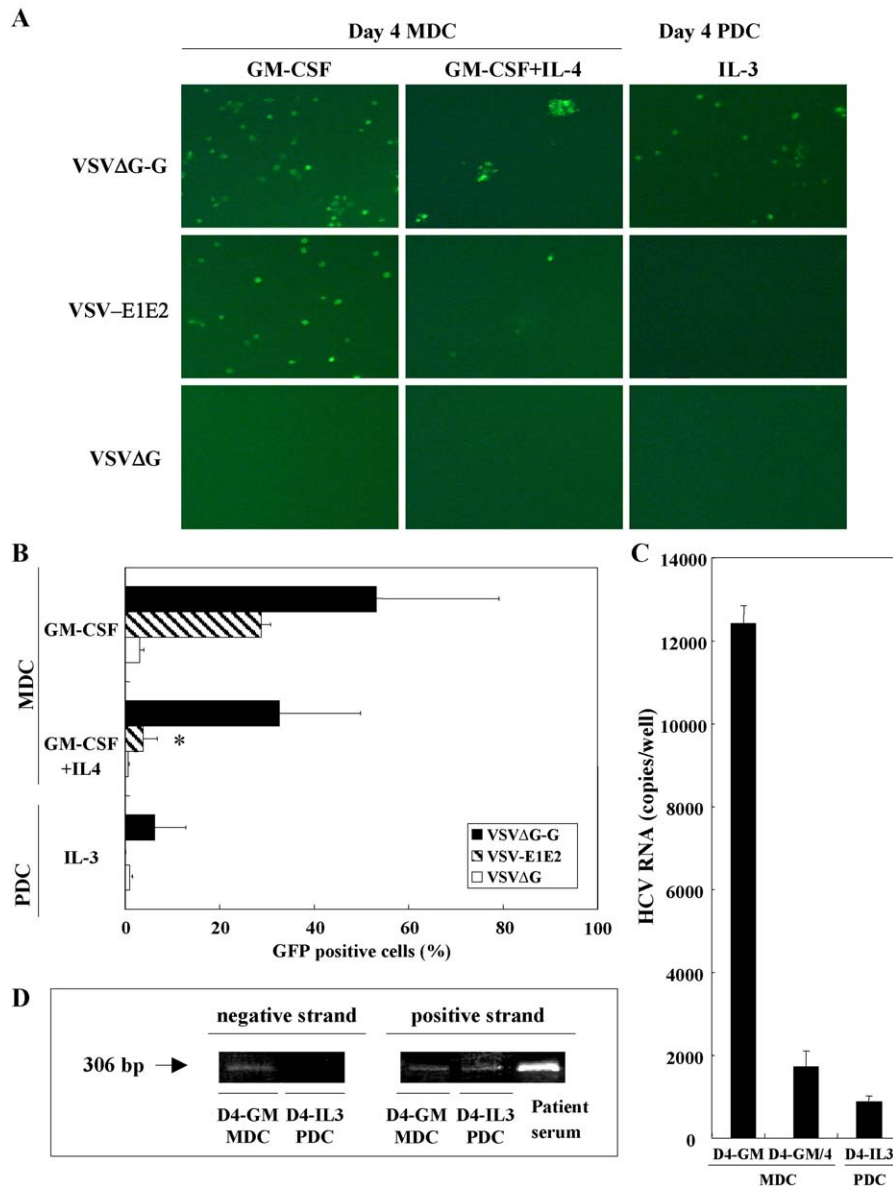 A
Day 4 MDC Day 4 PDC
GM-CSF GM-CSF+IL-4 IL-3
VSVΔG-G
VSV–E1E2
VSVΔG
B
MDC
GM-CSF
GM-CSF
+IL4
PDC
IL-3
VSVΔG-G
VSV-E1E2
VSVΔG
0 20 40 60 80 100
GFP positive cells (%)
C
HCV RNA (copies/well)
14000
12000
10000
8000
6000
4000
2000
0
D4-GM D4-GM/4 D4-IL3
MDC PDC
D
negative strand positive strand
306 bp
D4-GM D4-IL3 D4-GM D4-IL3 Patient
MDC PDC MDC PDC serum
*